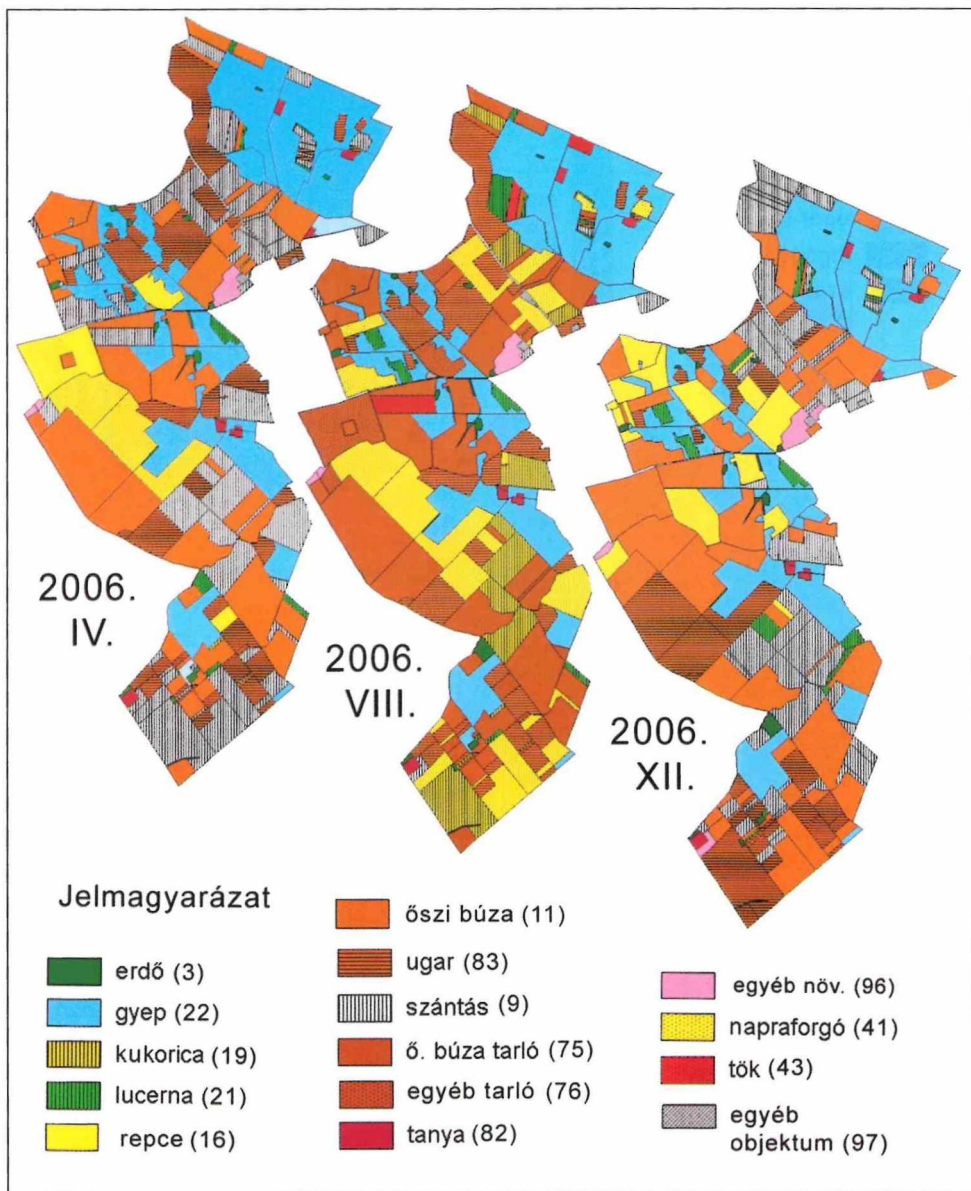 2006.
IV.
2006.
VIII.
2006.
XII.
Jelmagyarázat
erdő (3)
gyep (22)
kukorica (19)
lucerna (21)
repce (16)
őszi búza (11)
ugar (83)
szántás (9)
ő. búza tarló (75)
egyéb tarló (76)
tanya (82)
egyéb növ. (96)
napraforgó (41)
tök (43)
egyéb
objektum (97)